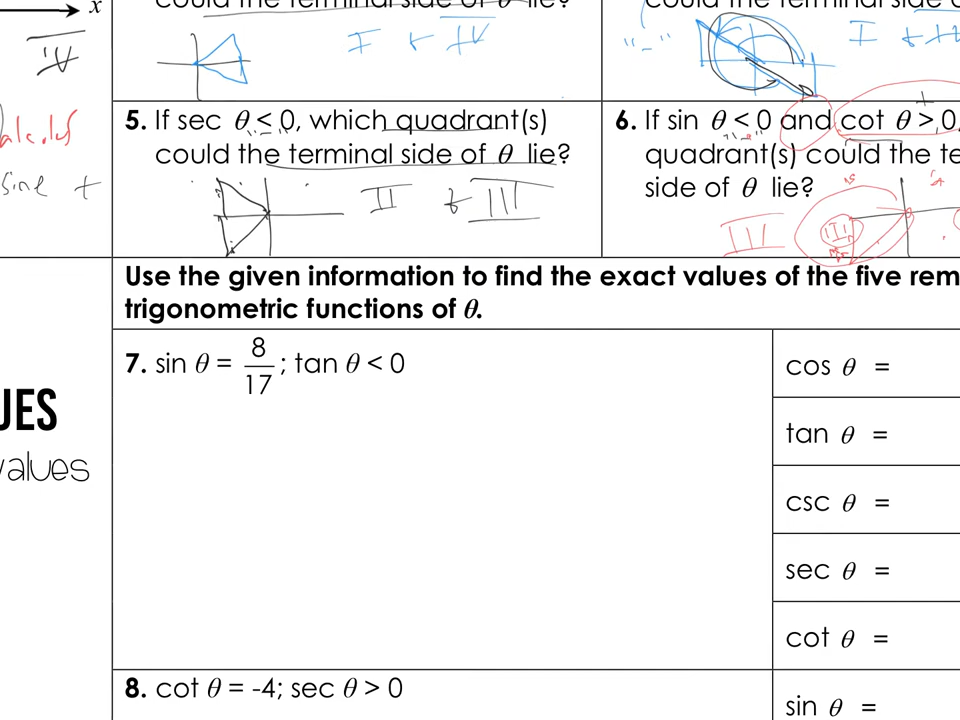 could the terminal side of θ lie?
could the terminal side
x
IV
I & IV
"-"
I & IV
alculus
sine +
5. If sec θ < 0, which quadrant(s)
could the terminal side of θ lie?
"-"
II & III
6. If sin θ < 0 and cot θ > 0,
quadrant(s) could the te
side of θ lie?
"-"
+
III
III
Use the given information to find the exact values of the five rem
trigonometric functions of θ.
7. sin θ = 8/17 ; tan θ < 0
cos θ =
tan θ =
csc θ =
sec θ =
cot θ =
UES
values
8. cot θ = -4; sec θ > 0
sin θ =